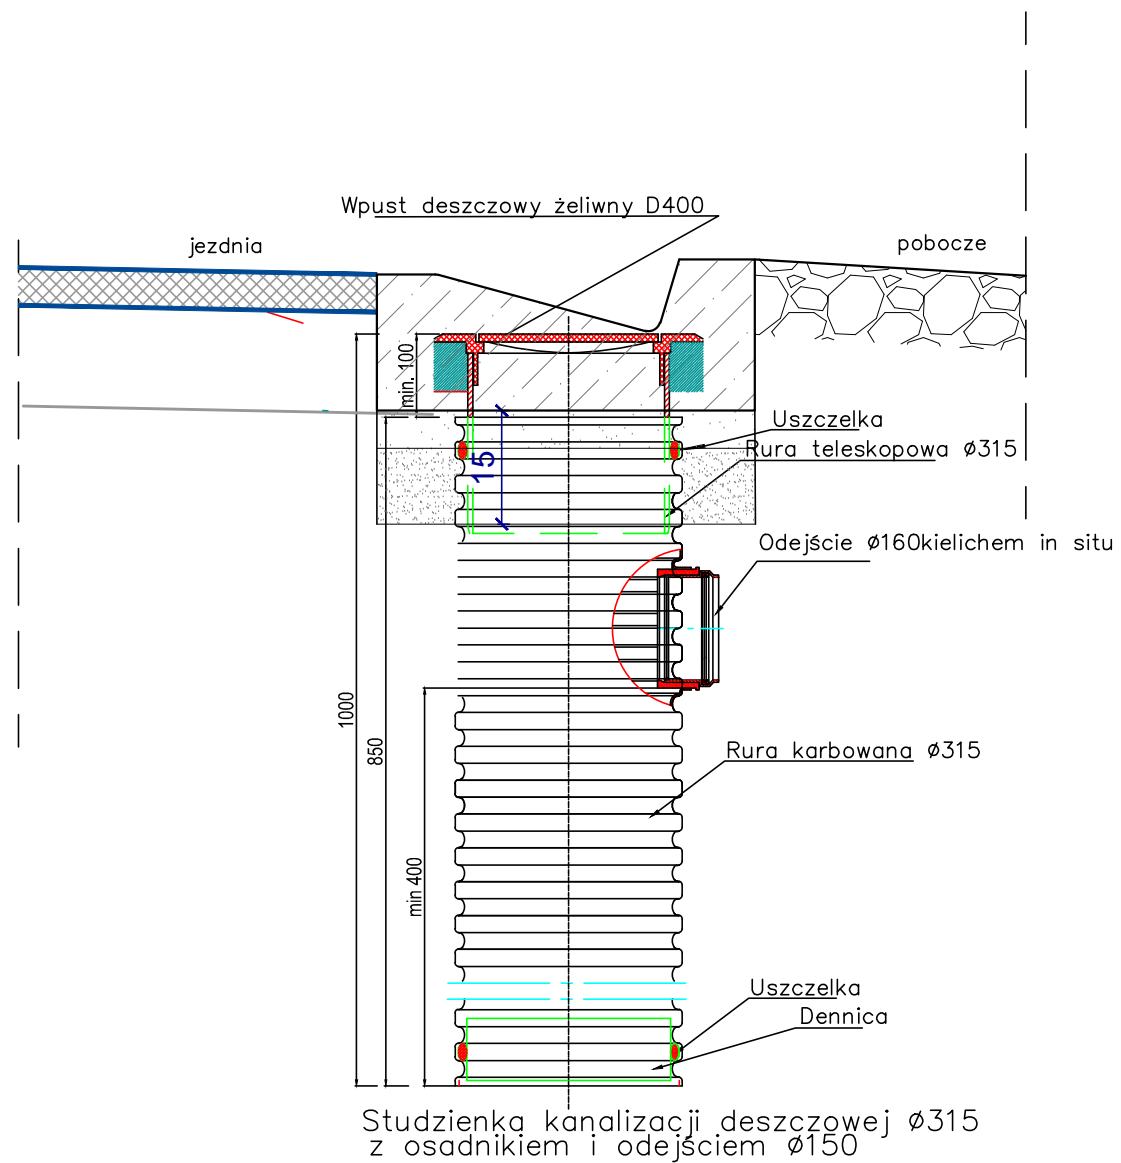 Wpust deszczowy żeliwny D400
jezdnia
pobocze
min. 100
Uszczelka
Rura teleskopowa ø315
15
Odejście ø160kielichem in situ
1000
850
Rura karbowana ø315
min 400
Uszczelka
Dennica
Studzienka kanalizacji deszczowej ø315
z osadnikiem i odejściem ø150